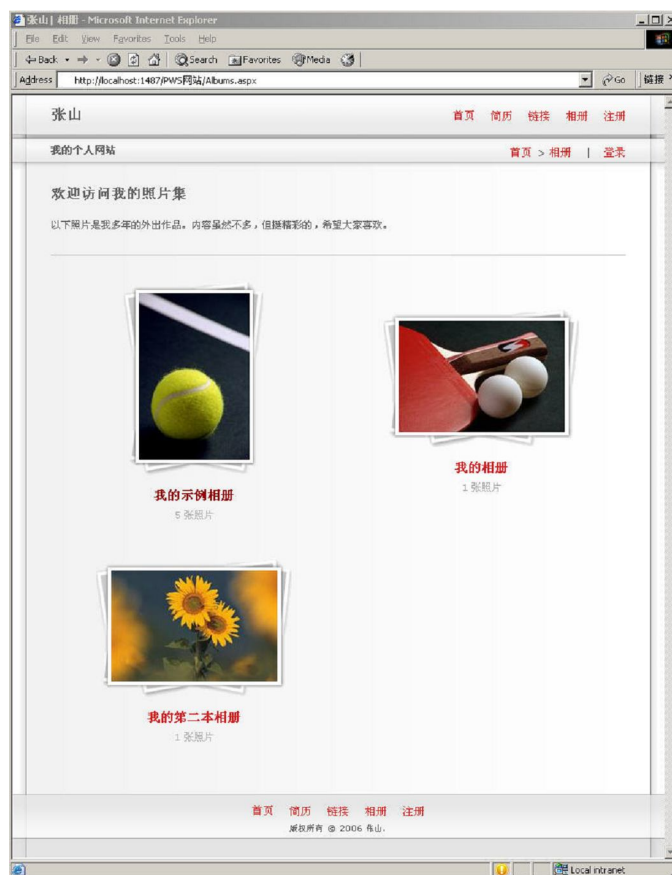 张山 | 相册 - Microsoft Internet Explorer
File Edit View Favorites Tools Help
Back Search Favorites Media
Address http://localhost:1487/PWS网站/Albums.aspx Go 链接
张山 首页 简历 链接 相册 注册
我的个人网站 首页 > 相册 | 登录
欢迎访问我的照片集
以下照片是我多年的外出作品。内容虽然不多，但挺精彩的，希望大家喜欢。
我的示例相册
5 张照片
我的相册
1 张照片
我的第二本相册
1 张照片
首页 简历 链接 相册 注册
版权所有 © 2006 张山.
Local intranet